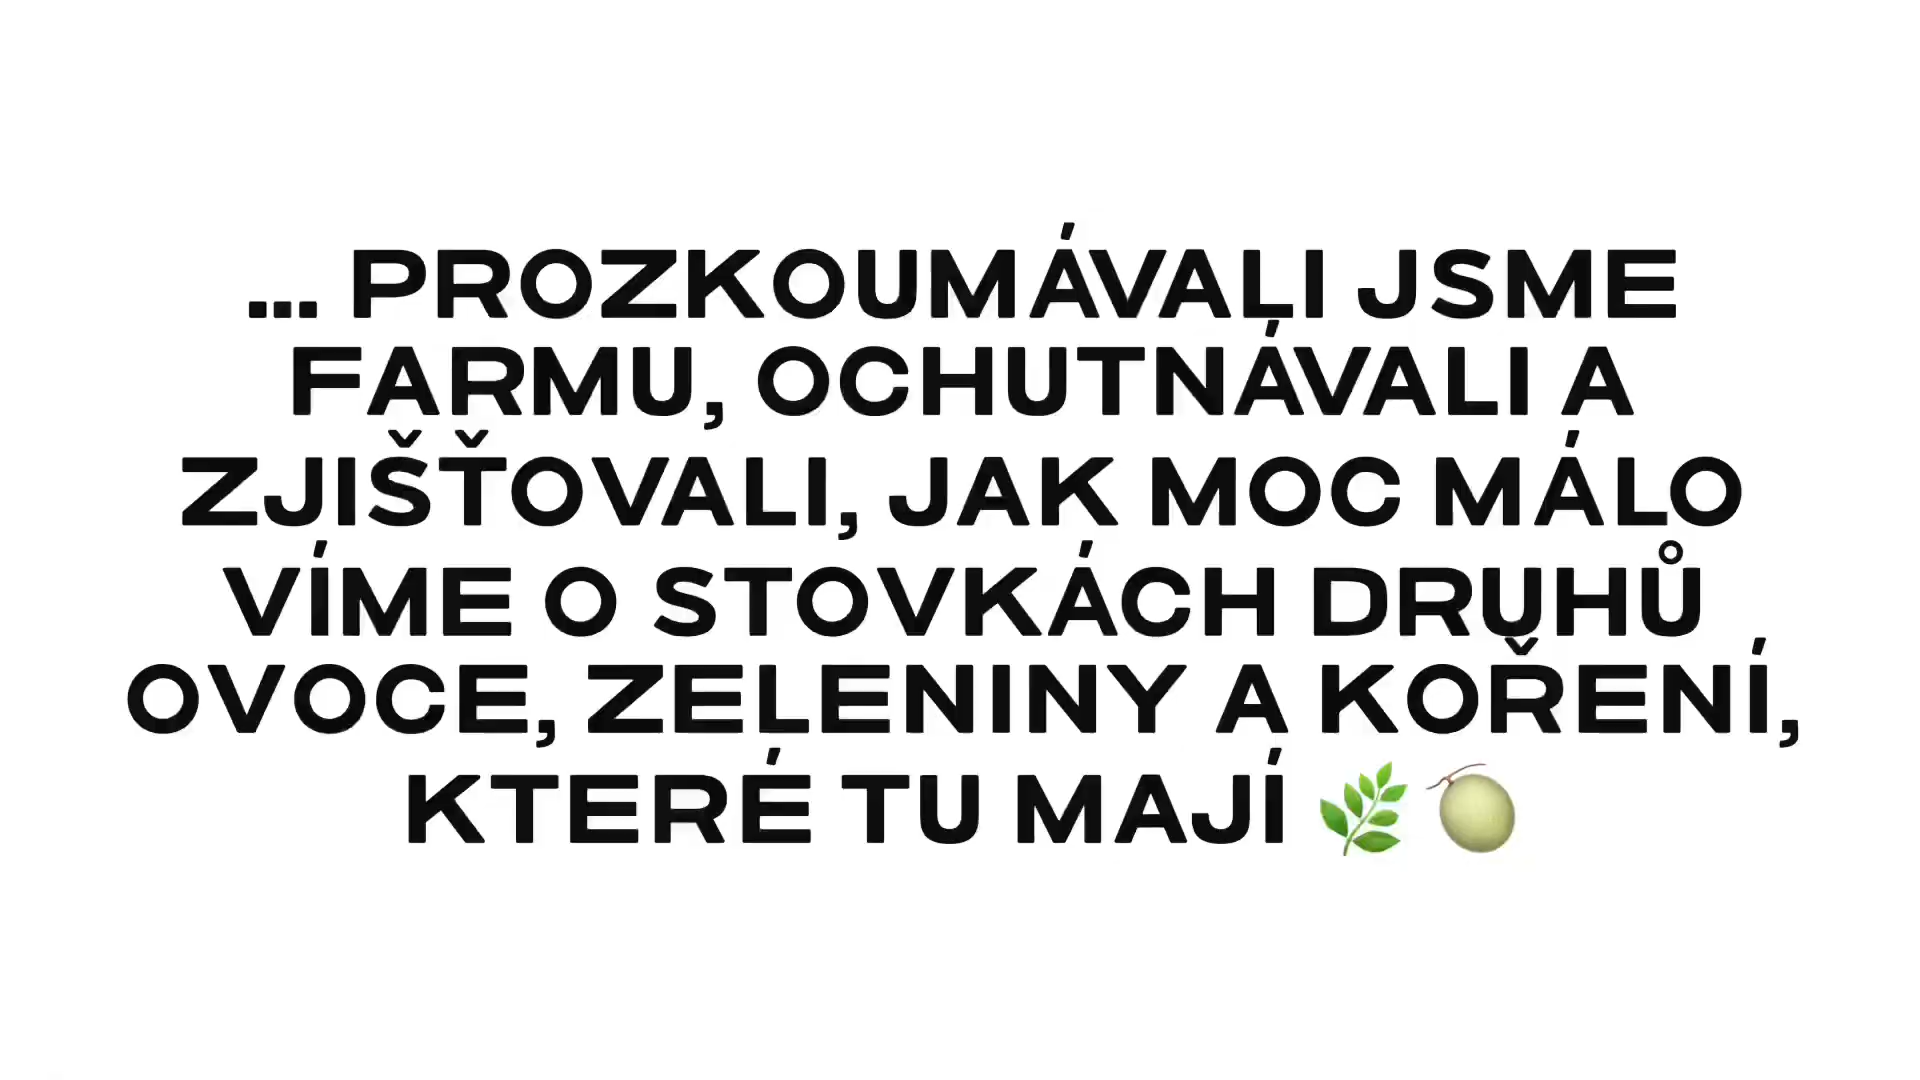 ... PROZKOUMÁVALI JSME
FARMU, OCHUTNÁVALI A
ZJIŠŤOVALI, JAK MOC MÁLO
VÍME O STOVKÁCH DRUHŮ
OVOCE, ZELENINY A KOŘENÍ,
KTERÉ TU MAJÍ 🌿🍈